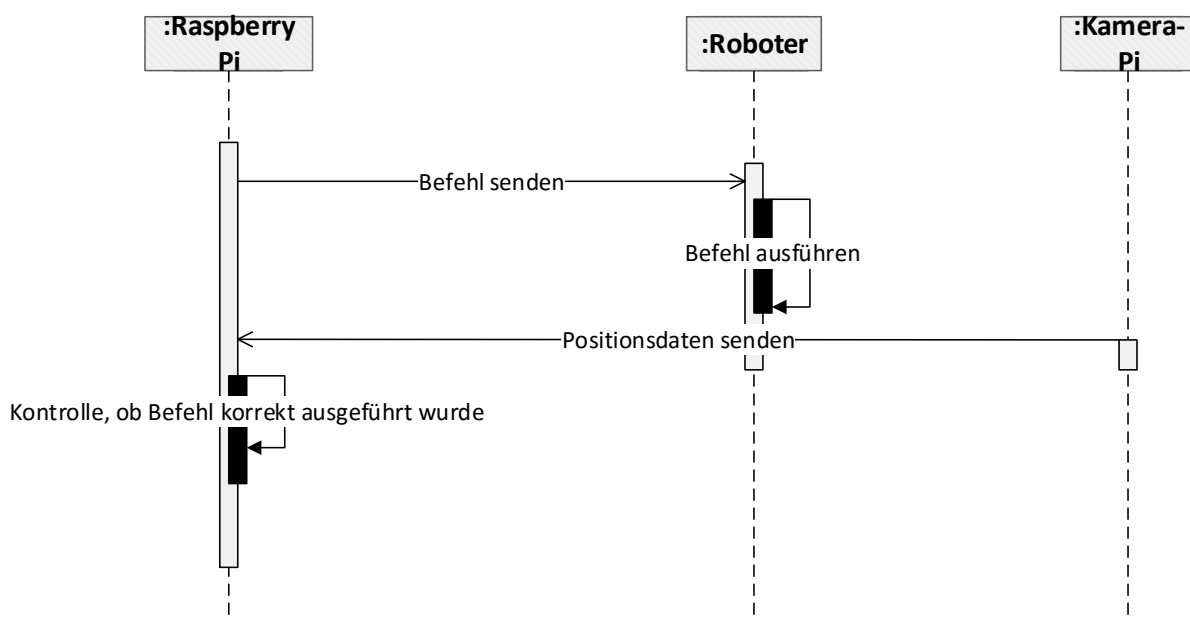 :Raspberry
Pi
:Roboter
:Kamera-
Pi
Befehl senden
Befehl ausführen
Positionsdaten senden
Kontrolle, ob Befehl korrekt ausgeführt wurde